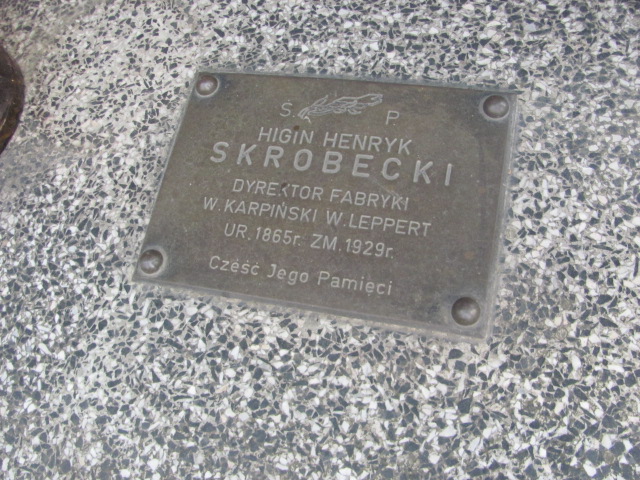 Ś. P
HIGIN HENRYK
SKROBECKI
DYREKTOR FABRYKI
W. KARPIŃSKI W. LEPPERT
UR. 1865r. ZM. 1929r.
Cześć Jego Pamięci